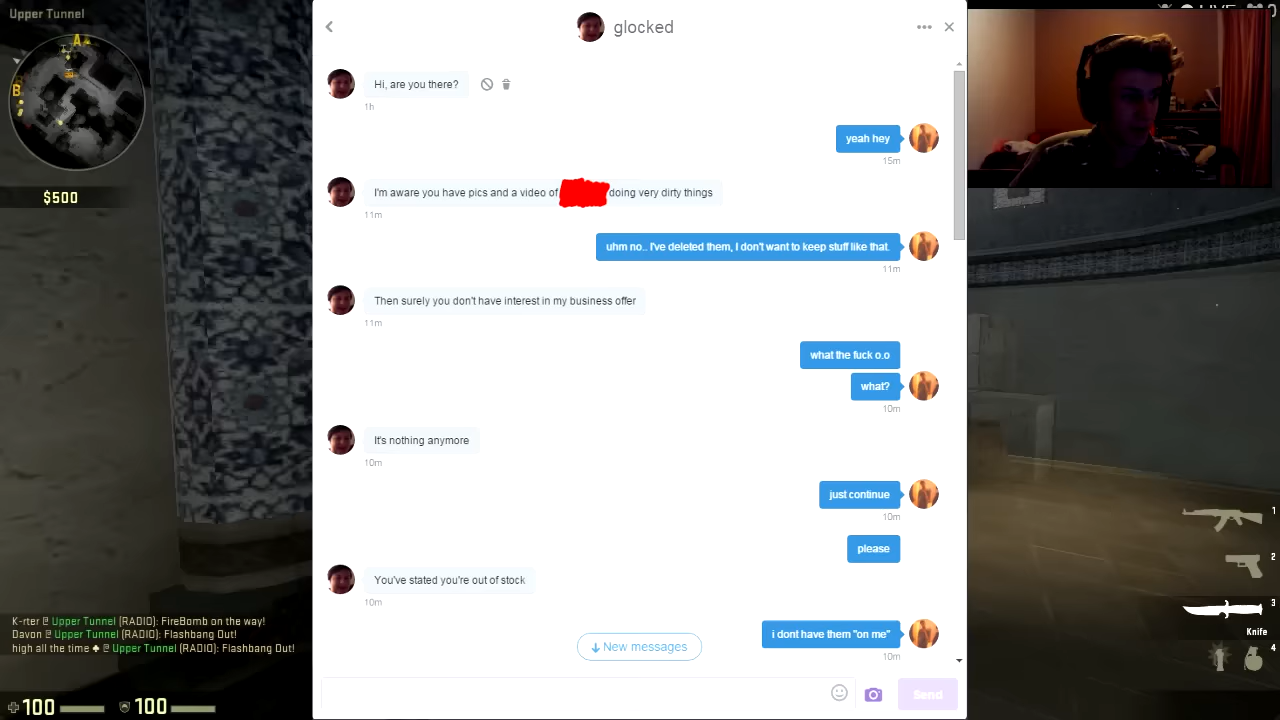 Upper Tunnel
A
B
$500
glocked
LIVE
Hi, are you there?
1h
yeah hey
15m
I'm aware you have pics and a video of doing very dirty things
11m
uhm no.. I've deleted them, I don't want to keep stuff like that.
11m
Then surely you don't have interest in my business offer
11m
what the fuck o.o
what?
10m
It's nothing anymore
10m
just continue
10m
please
You've stated you're out of stock
10m
i dont have them "on me"
10m
New messages
Send
K-rter @ Upper Tunnel (RADIO): FireBomb on the way!
Davon @ Upper Tunnel (RADIO): Flashbang Out!
high all the time ♣ @ Upper Tunnel (RADIO): Flashbang Out!
100
100
1
2
3
Knife
4